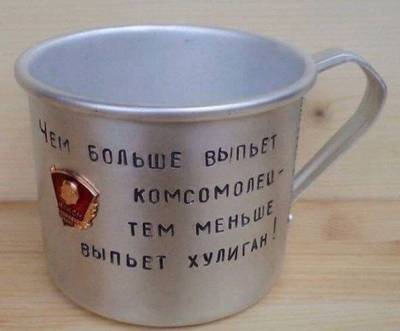 Чем больше выпьет
комсомолец -
тем меньше
выпьет хулиган!